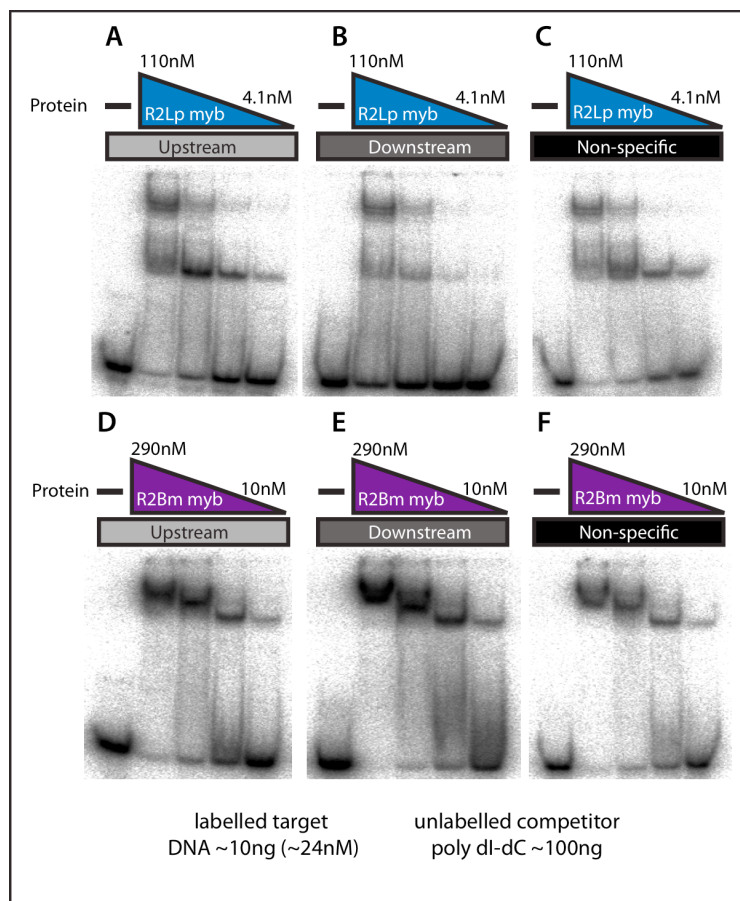 A B C
110nM 110nM 110nM
Protein 4.1nM 4.1nM 4.1nM
R2Lp myb R2Lp myb R2Lp myb
Upstream Downstream Non-specific
D E F
290nM 290nM 290nM
Protein 10nM 10nM 10nM
R2Bm myb R2Bm myb R2Bm myb
Upstream Downstream Non-specific
labelled target unlabelled competitor
DNA ~10ng (~24nM) poly dI-dC ~100ng